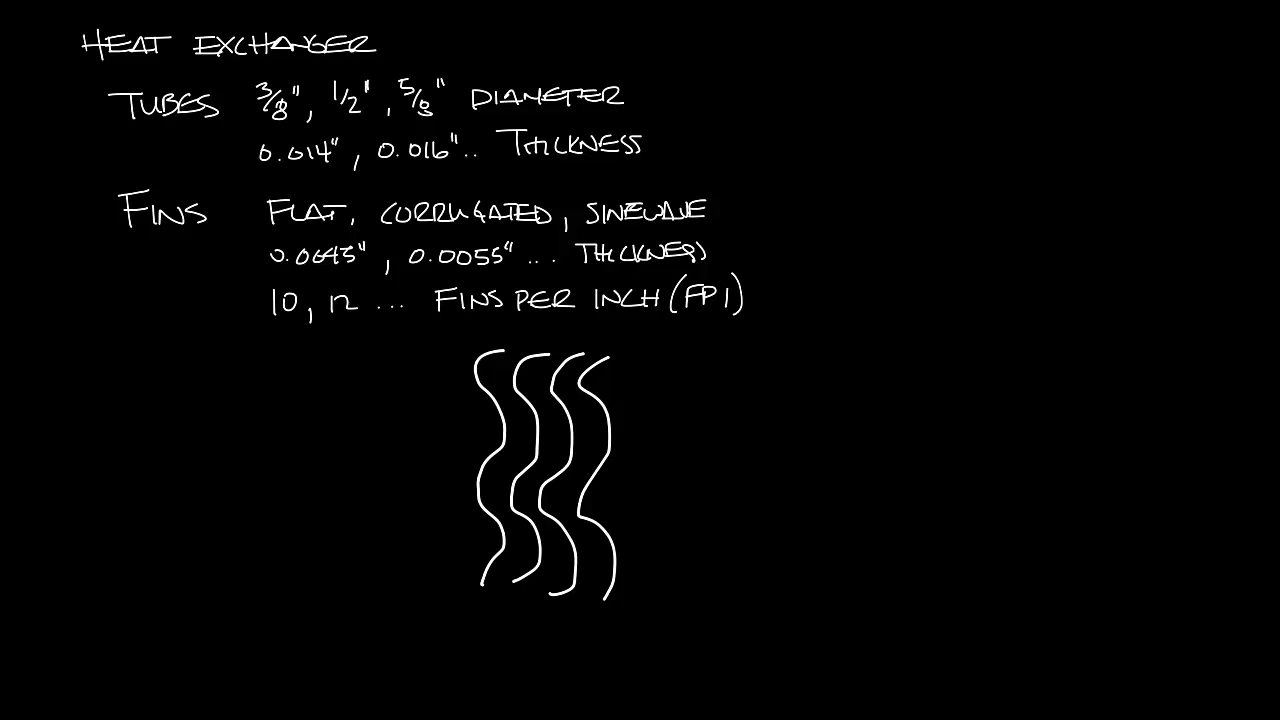 HEAT EXCHANGER
TUBES 3/8", 1/2", 5/8" DIAMETER
0.014", 0.016".. THICKNESS
FINS FLAT, CORRUGATED, SINEWAVE
0.0045", 0.0055" ... THICKNESS
10, 12 ... FINS PER INCH (FPI)